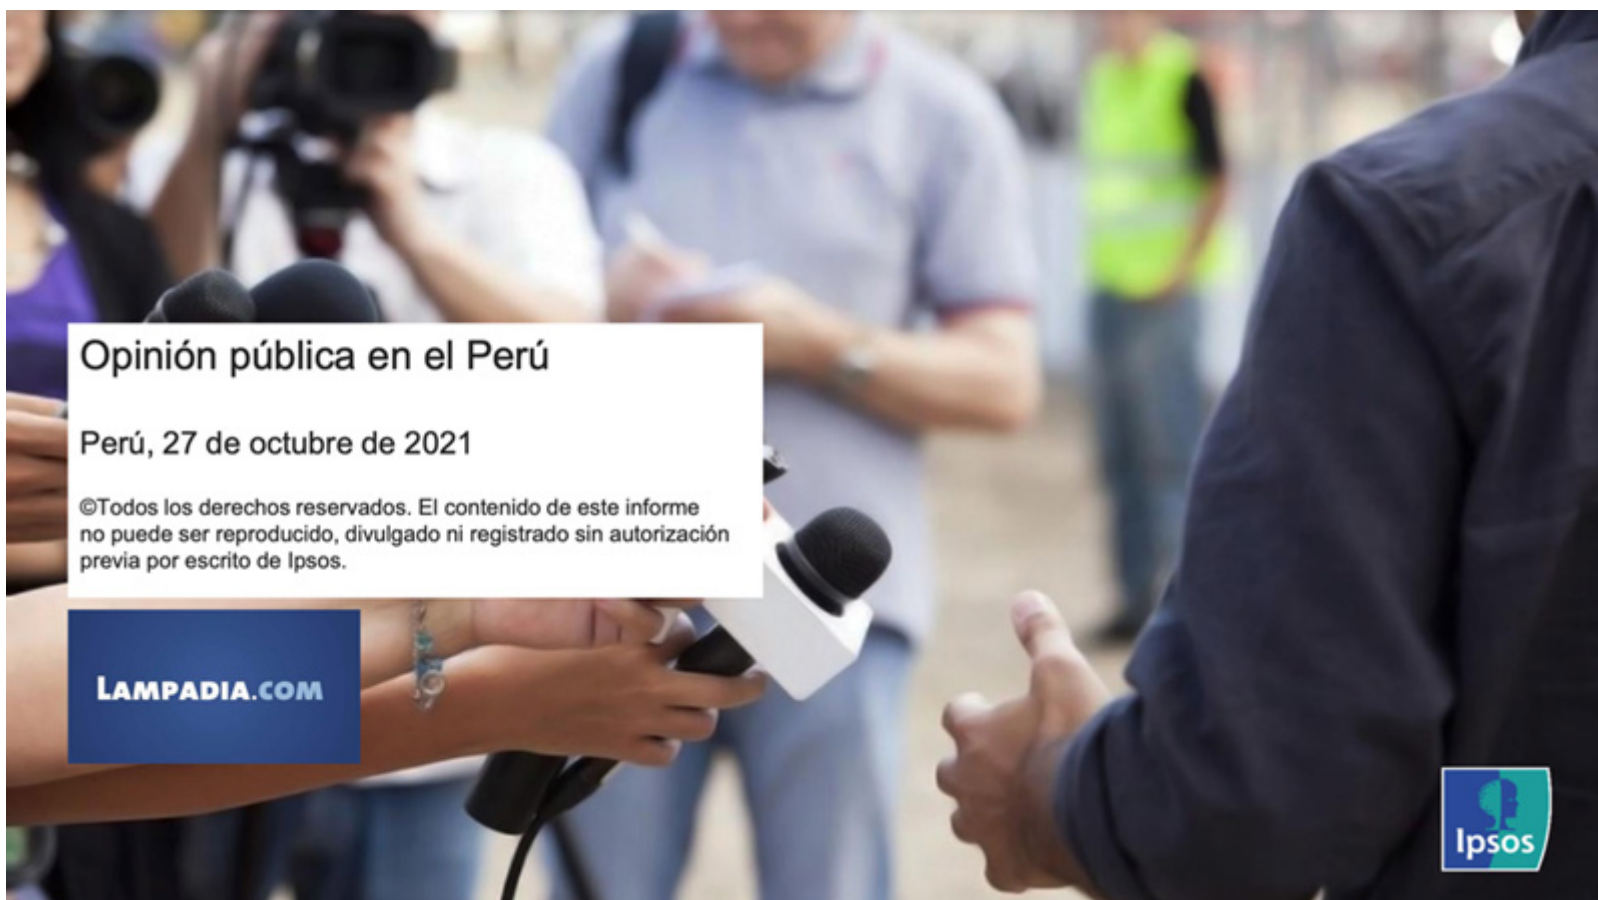 Opinión pública en el Perú
Perú, 27 de octubre de 2021
©Todos los derechos reservados. El contenido de este informe
no puede ser reproducido, divulgado ni registrado sin autorización
previa por escrito de Ipsos.
LAMPADIA.COM
Ipsos